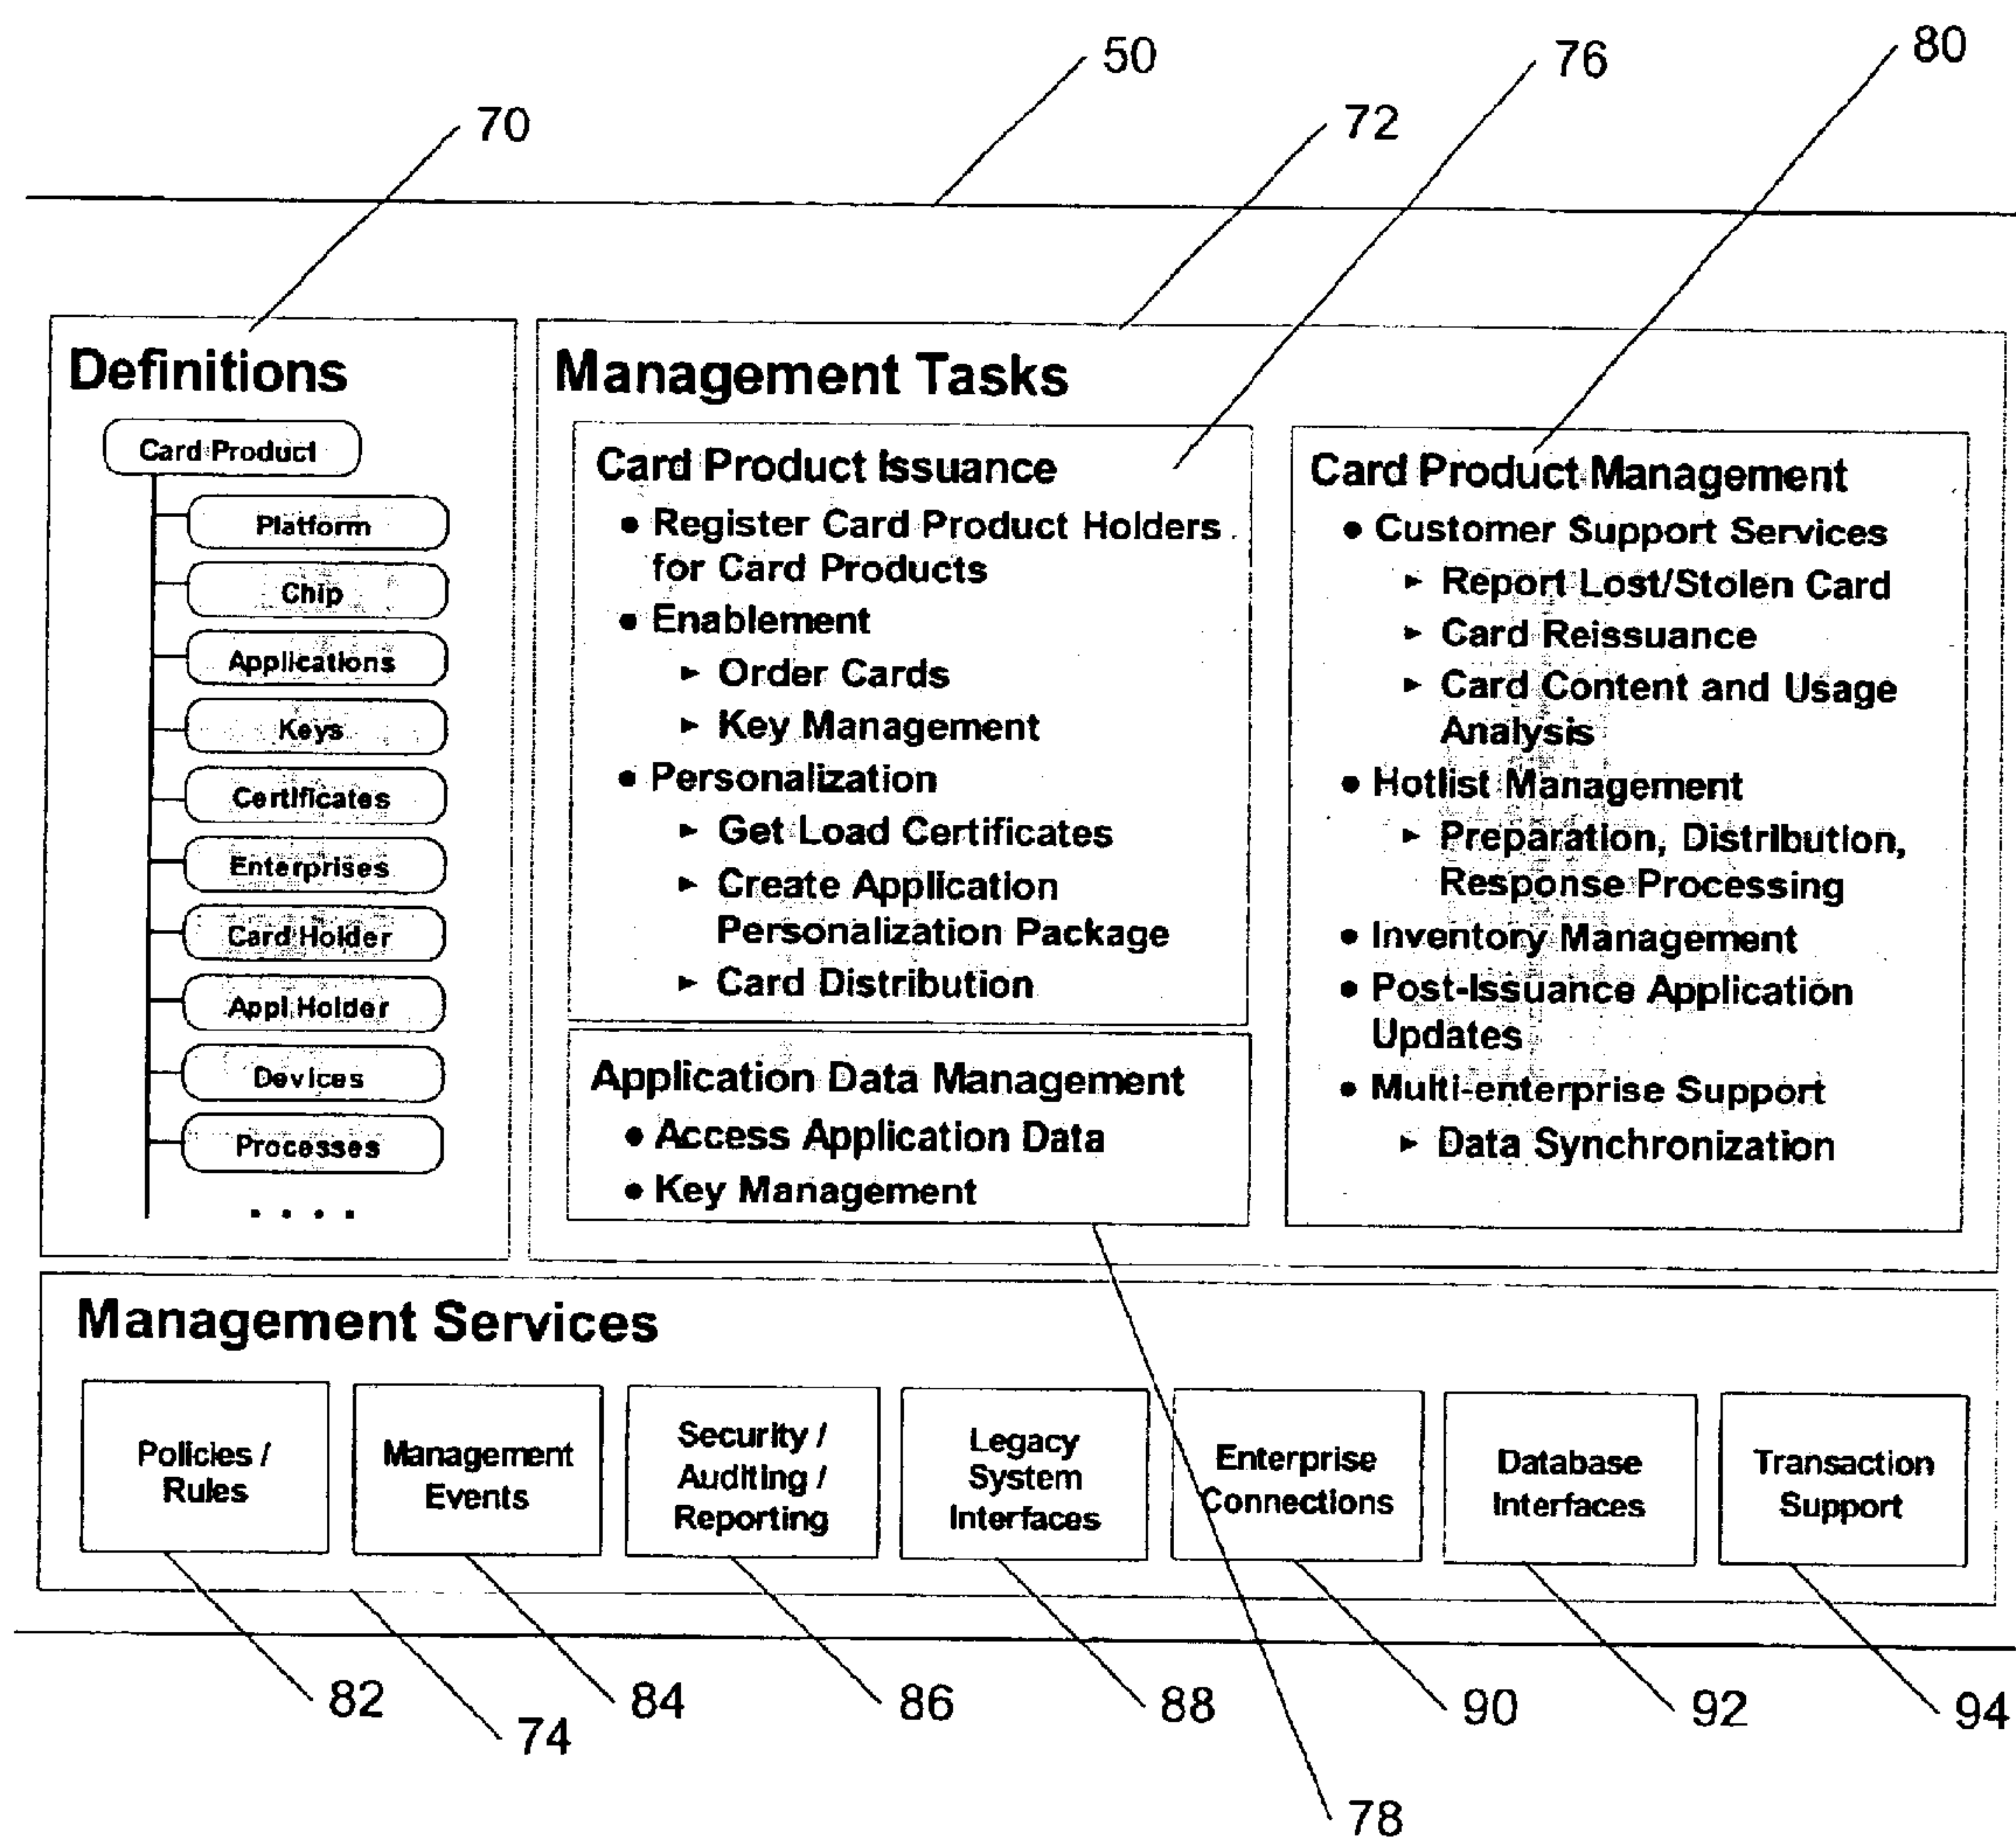 50
76
80
70
72
Definitions
Card Product
Platform
Chip
Applications
Keys
Certificates
Enterprises
Card Holder
Appl Holder
Devices
Processes
. . . .
Management Tasks
Card Product Issuance
• Register Card Product Holders
for Card Products
• Enablement
► Order Cards
► Key Management
• Personalization
► Get Load Certificates
► Create Application
Personalization Package
► Card Distribution
Application Data Management
• Access Application Data
• Key Management
Card Product Management
• Customer Support Services
► Report Lost/Stolen Card
► Card Reissuance
► Card Content and Usage
Analysis
• Hotlist Management
► Preparation, Distribution,
Response Processing
• Inventory Management
• Post-Issuance Application
Updates
• Multi-enterprise Support
► Data Synchronization
Management Services
Policies /
Rules
Management
Events
Security /
Auditing /
Reporting
Legacy
System
Interfaces
Enterprise
Connections
Database
Interfaces
Transaction
Support
82
74
84
86
88
90
92
94
78